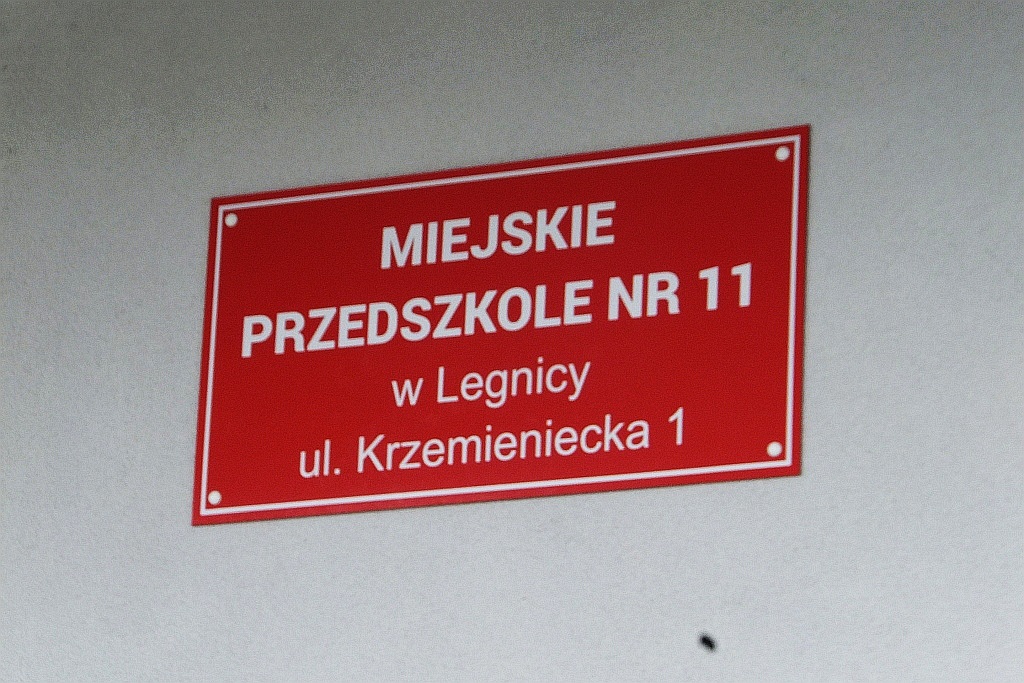 MIEJSKIE
PRZEDSZKOLE NR 11
w Legnicy
ul. Krzemieniecka 1